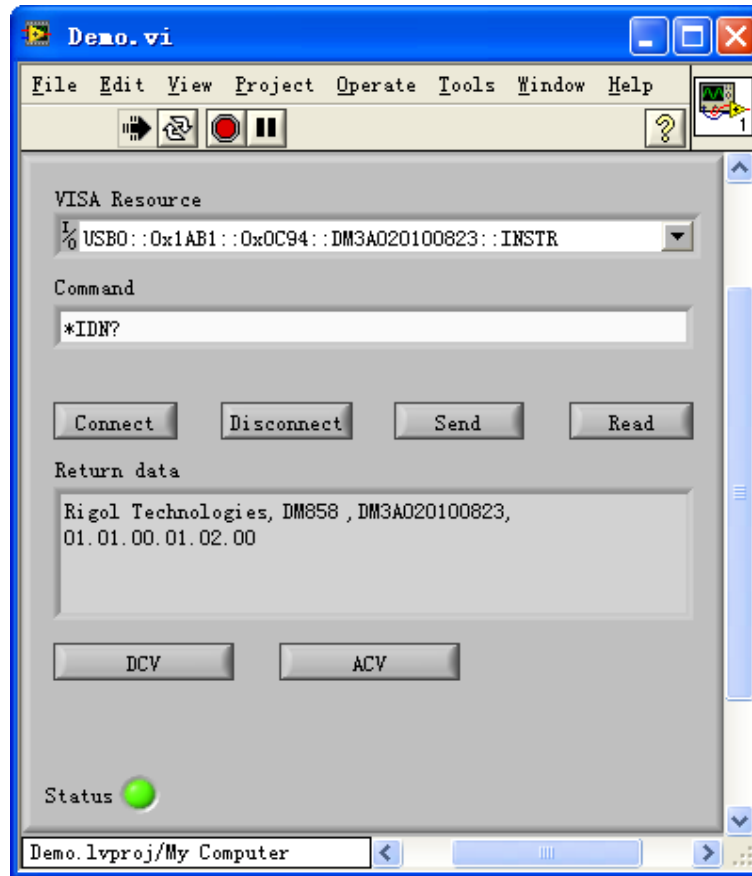 Demo.vi
File Edit View Project Operate Tools Window Help
1
VISA Resource
I/O USB0::0x1AB1::0x0C94::DM3A020100823::INSTR
Command
*IDN?
Connect Disconnect Send Read
Return data
Rigol Technologies, DM858 ,DM3A020100823,
01.01.00.01.02.00
DCV ACV
Status
Demo.lvproj/My Computer